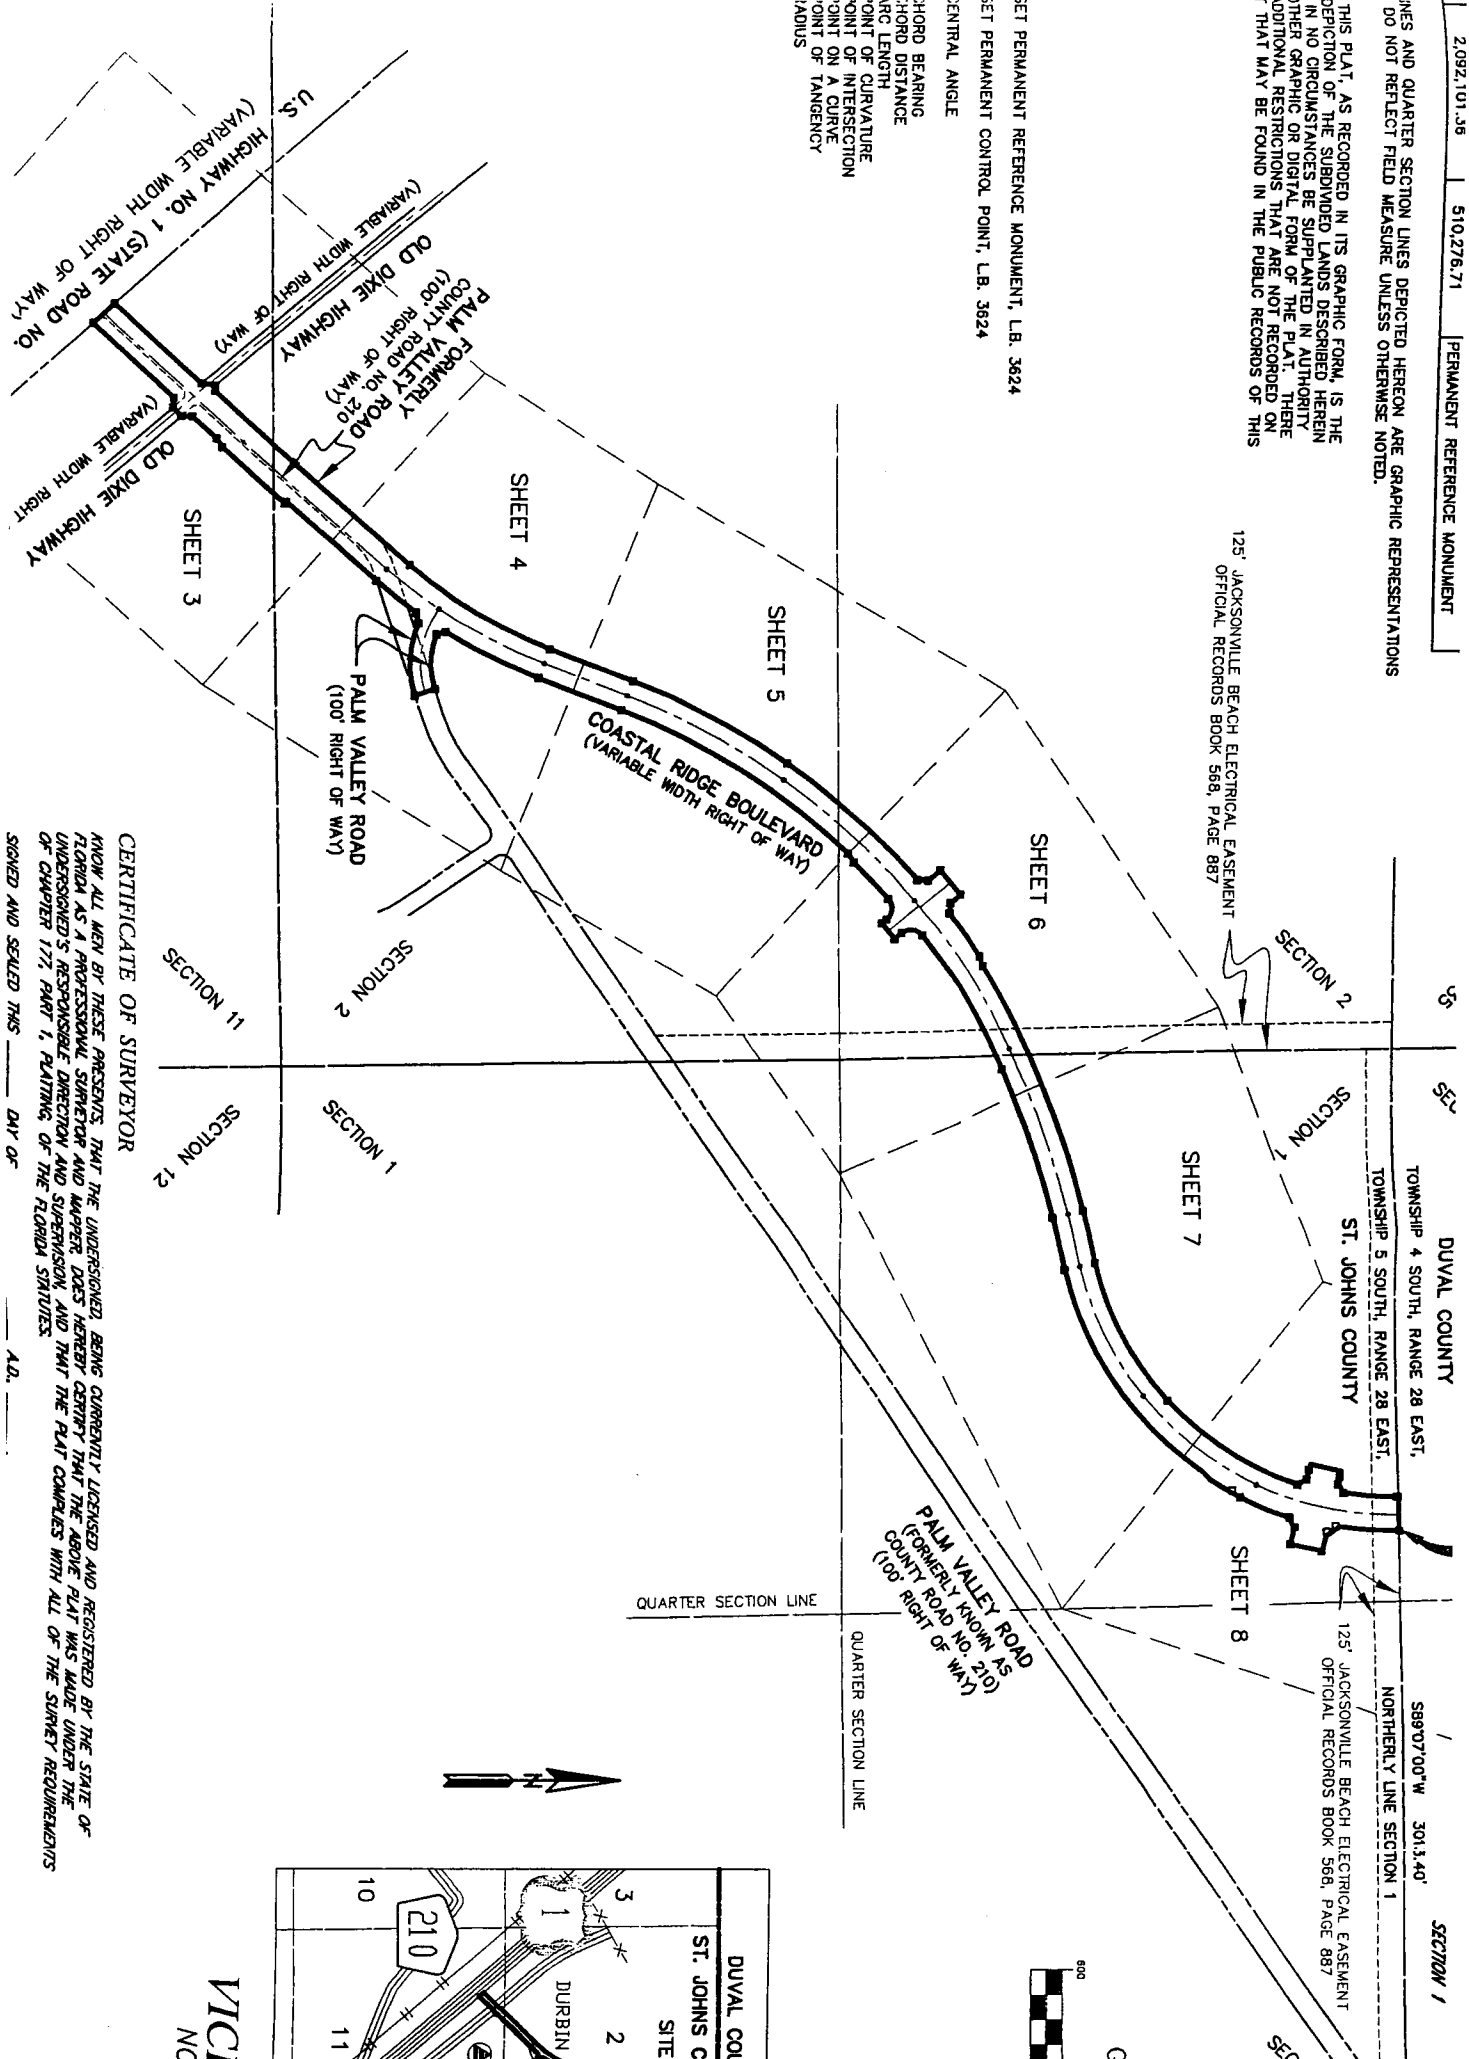 2,092,101.36
510,276.71
PERMANENT REFERENCE MONUMENT
INES AND QUARTER SECTION LINES DEPICTED HEREON ARE GRAPHIC REPRESENTATIONS
DO NOT REFLECT FIELD MEASURE UNLESS OTHERWISE NOTED.
THIS PLAT, AS RECORDED IN ITS GRAPHIC FORM, IS THE
DEPICTION OF THE SUBDIVIDED LANDS DESCRIBED HEREIN
IN NO CIRCUMSTANCES BE SUPPLANTED IN AUTHORITY
OTHER GRAPHIC OR DIGITAL FORM OF THE PLAT. THERE
ADDITIONAL RESTRICTIONS THAT ARE NOT RECORDED ON
T THAT MAY BE FOUND IN THE PUBLIC RECORDS OF THIS
SET PERMANENT REFERENCE MONUMENT, L.B. 3624
SET PERMANENT CONTROL POINT, L.B. 3624
CENTRAL ANGLE
CHORD BEARING
CHORD DISTANCE
ARC LENGTH
POINT OF CURVATURE
POINT OF INTERSECTION
POINT ON A CURVE
POINT OF TANGENCY
RADIUS
DUVAL COUNTY
TOWNSHIP 4 SOUTH, RANGE 28 EAST,
TOWNSHIP 5 SOUTH, RANGE 28 EAST,
ST. JOHNS COUNTY
SECTION 1
S89°07'00"W 3013.40'
NORTHERLY LINE SECTION 1
125' JACKSONVILLE BEACH ELECTRICAL EASEMENT
OFFICIAL RECORDS BOOK 568, PAGE 887
125' JACKSONVILLE BEACH ELECTRICAL EASEMENT
OFFICIAL RECORDS BOOK 568, PAGE 887
SECTION 2
SECTION 1
SHEET 8
SHEET 7
SHEET 6
SHEET 5
SHEET 4
SHEET 3
COASTAL RIDGE BOULEVARD
(VARIABLE WIDTH RIGHT OF WAY)
PALM VALLEY ROAD
(FORMERLY KNOWN AS
COUNTY ROAD NO. 210)
(100' RIGHT OF WAY)
QUARTER SECTION LINE
QUARTER SECTION LINE
FORMERLY
PALM VALLEY ROAD
COUNTY ROAD NO. 210
(100' RIGHT OF WAY)
OLD DIXIE HIGHWAY
(VARIABLE WIDTH RIGHT OF WAY)
U.S. HIGHWAY NO. 1 (STATE ROAD NO.
(VARIABLE WIDTH RIGHT OF WAY)
OLD DIXIE HIGHWAY
(VARIABLE WIDTH RIGHT
PALM VALLEY ROAD
(100' RIGHT OF WAY)
SECTION 2
SECTION 11
SECTION 1
SECTION 12
CERTIFICATE OF SURVEYOR
KNOW ALL MEN BY THESE PRESENTS, THAT THE UNDERSIGNED, BEING CURRENTLY LICENSED AND REGISTERED BY THE STATE OF
FLORIDA AS A PROFESSIONAL SURVEYOR AND MAPPER, DOES HEREBY CERTIFY THAT THE ABOVE PLAT WAS MADE UNDER THE
UNDERSIGNED'S RESPONSIBLE DIRECTION AND SUPERVISION, AND THAT THE PLAT COMPLIES WITH ALL OF THE SURVEY REQUIREMENTS
OF CHAPTER 177, PART 1, PLATTING, OF THE FLORIDA STATUTES.
SIGNED AND SEALED THIS ____ DAY OF ____ A.D., ____
N
600
G
DUVAL COU
ST. JOHNS C
SITE
3
2
1
DURBIN
210
10
11
VICI
NO